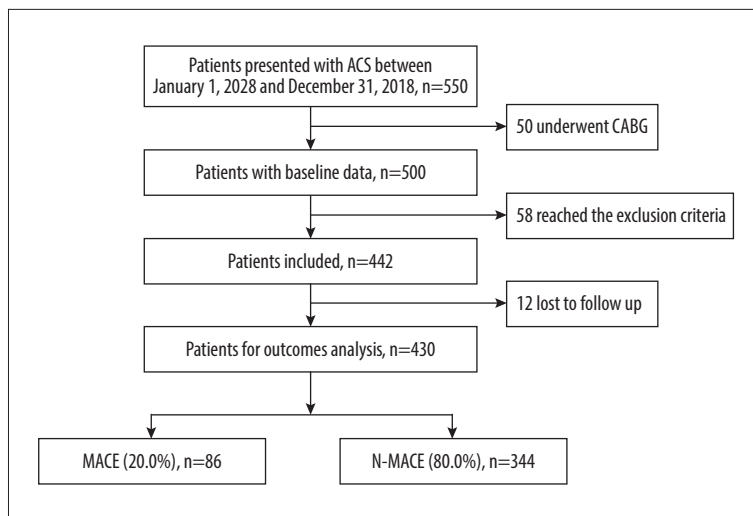 Patients presented with ACS between
January 1, 2028 and December 31, 2018, n=550
50 underwent CABG
Patients with baseline data, n=500
58 reached the exclusion criteria
Patients included, n=442
12 lost to follow up
Patients for outcomes analysis, n=430
MACE (20.0%), n=86
N-MACE (80.0%), n=344